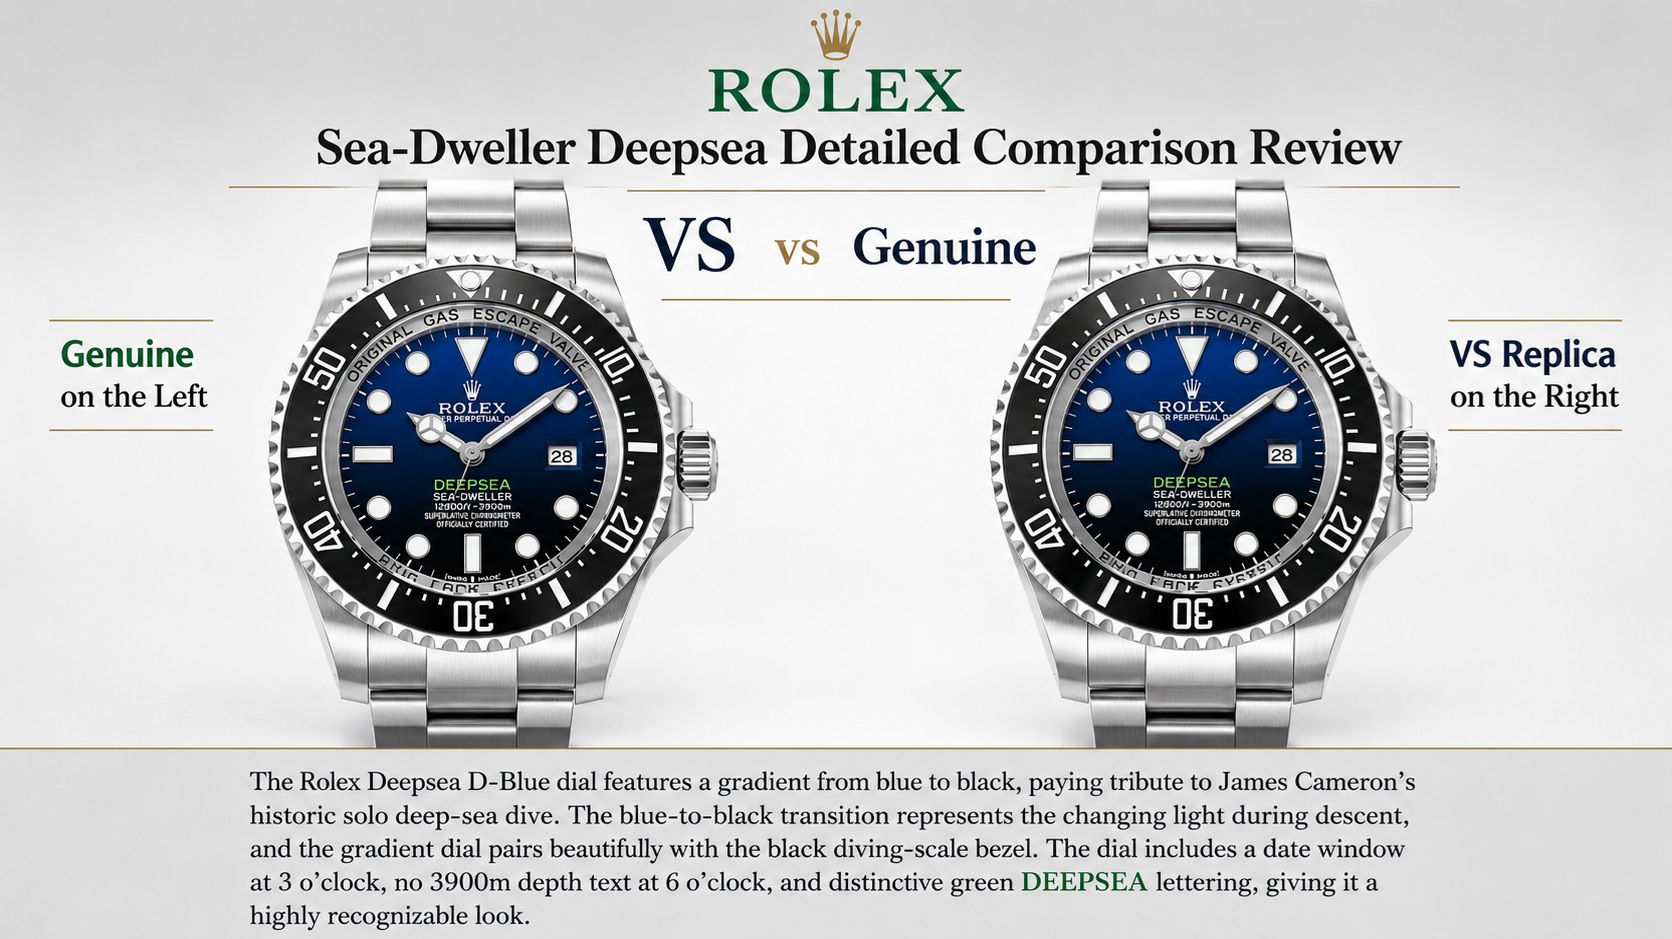 ROLEX
Sea-Dweller Deepsea Detailed Comparison Review
VS vs Genuine
Genuine
on the Left
VS Replica
on the Right
ORIGINAL GAS ESCAPE VALVE
10
20
30
40
50
ROLEX
PERPETUAL
28
DEEPSEA
SEA-DWELLER
OFFICIALLY CERTIFIED
ORIGINAL GAS ESCAPE VALVE
10
20
30
40
50
ROLEX
PERPETUAL
28
DEEPSEA
SEA-DWELLER
OFFICIALLY CERTIFIED
The Rolex Deepsea D-Blue dial features a gradient from blue to black, paying tribute to James Cameron's
historic solo deep-sea dive. The blue-to-black transition represents the changing light during descent,
and the gradient dial pairs beautifully with the black diving-scale bezel. The dial includes a date window
at 3 o'clock, no 3900m depth text at 6 o'clock, and distinctive green DEEPSEA lettering, giving it a
highly recognizable look.